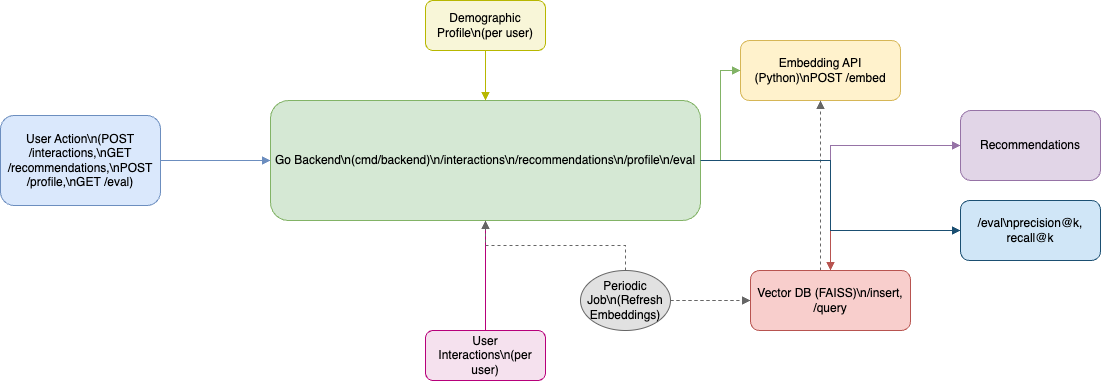 Demographic
Profile\n(per user)
Embedding API
(Python)\nPOST /embed
User Action\n(POST
/interactions,\nGET
/recommendations,\nPOST
/profile,\nGET /eval)
Go Backend\n(cmd/backend)\n/interactions\n/recommendations\n/profile\n/eval
Recommendations
/eval\nprecision@k,
recall@k
Periodic
Job\n(Refresh
Embeddings)
Vector DB (FAISS)\n/insert,
/query
User
Interactions\n(per
user)